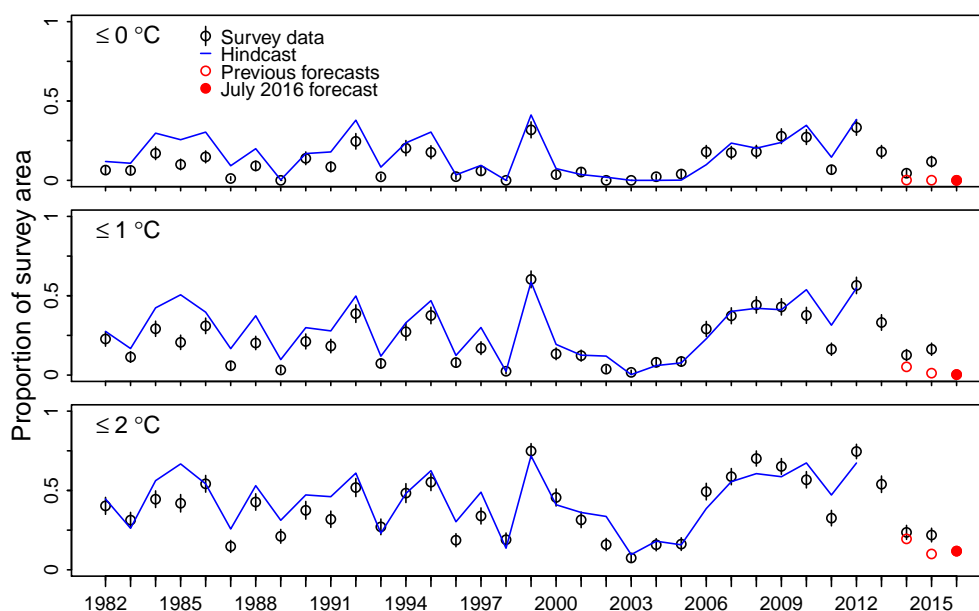 Proportion of survey area
1
0.5
0
≤ 0 °C
Survey data
Hindcast
Previous forecasts
July 2016 forecast
1
0.5
0
≤ 1 °C
1
0.5
0
≤ 2 °C
1982 1985 1988 1991 1994 1997 2000 2003 2006 2009 2012 2015